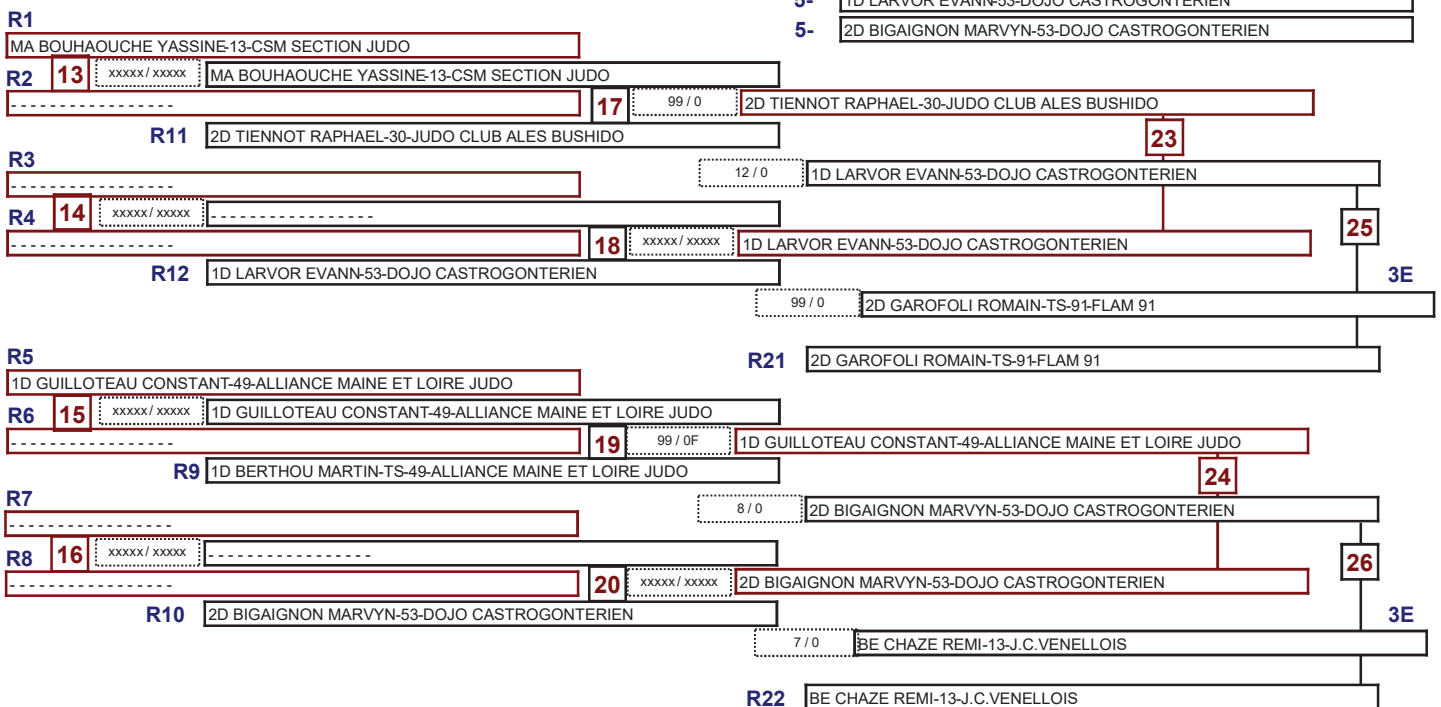 5- 1D LARVOR EVANN-53-DOJO CASTROGONTERIEN
5- 2D BIGAIGNON MARVYN-53-DOJO CASTROGONTERIEN
R1
MA BOUHAOUCHE YASSINE-13-CSM SECTION JUDO
R2 13 xxxxx / xxxxx MA BOUHAOUCHE YASSINE-13-CSM SECTION JUDO
- - - - - - - - - - - - - - - - - 17 99 / 0 2D TIENNOT RAPHAEL-30-JUDO CLUB ALES BUSHIDO
R11 2D TIENNOT RAPHAEL-30-JUDO CLUB ALES BUSHIDO
23
R3
12 / 0 1D LARVOR EVANN-53-DOJO CASTROGONTERIEN
- - - - - - - - - - - - - - - - -
R4 14 xxxxx / xxxxx - - - - - - - - - - - - - - - - -
25
- - - - - - - - - - - - - - - - - 18 xxxxx / xxxxx 1D LARVOR EVANN-53-DOJO CASTROGONTERIEN
R12 1D LARVOR EVANN-53-DOJO CASTROGONTERIEN
3E
99 / 0 2D GAROFOLI ROMAIN-TS-91-FLAM 91
R5
R21 2D GAROFOLI ROMAIN-TS-91-FLAM 91
1D GUILLOTEAU CONSTANT-49-ALLIANCE MAINE ET LOIRE JUDO
R6 15 xxxxx / xxxxx 1D GUILLOTEAU CONSTANT-49-ALLIANCE MAINE ET LOIRE JUDO
- - - - - - - - - - - - - - - - - 19 99 / 0F 1D GUILLOTEAU CONSTANT-49-ALLIANCE MAINE ET LOIRE JUDO
R9 1D BERTHOU MARTIN-TS-49-ALLIANCE MAINE ET LOIRE JUDO
24
R7
8 / 0 2D BIGAIGNON MARVYN-53-DOJO CASTROGONTERIEN
- - - - - - - - - - - - - - - - -
R8 16 xxxxx / xxxxx - - - - - - - - - - - - - - - - -
26
- - - - - - - - - - - - - - - - - 20 xxxxx / xxxxx 2D BIGAIGNON MARVYN-53-DOJO CASTROGONTERIEN
R10 2D BIGAIGNON MARVYN-53-DOJO CASTROGONTERIEN
3E
7 / 0 BE CHAZE REMI-13-J.C.VENELLOIS
R22 BE CHAZE REMI-13-J.C.VENELLOIS